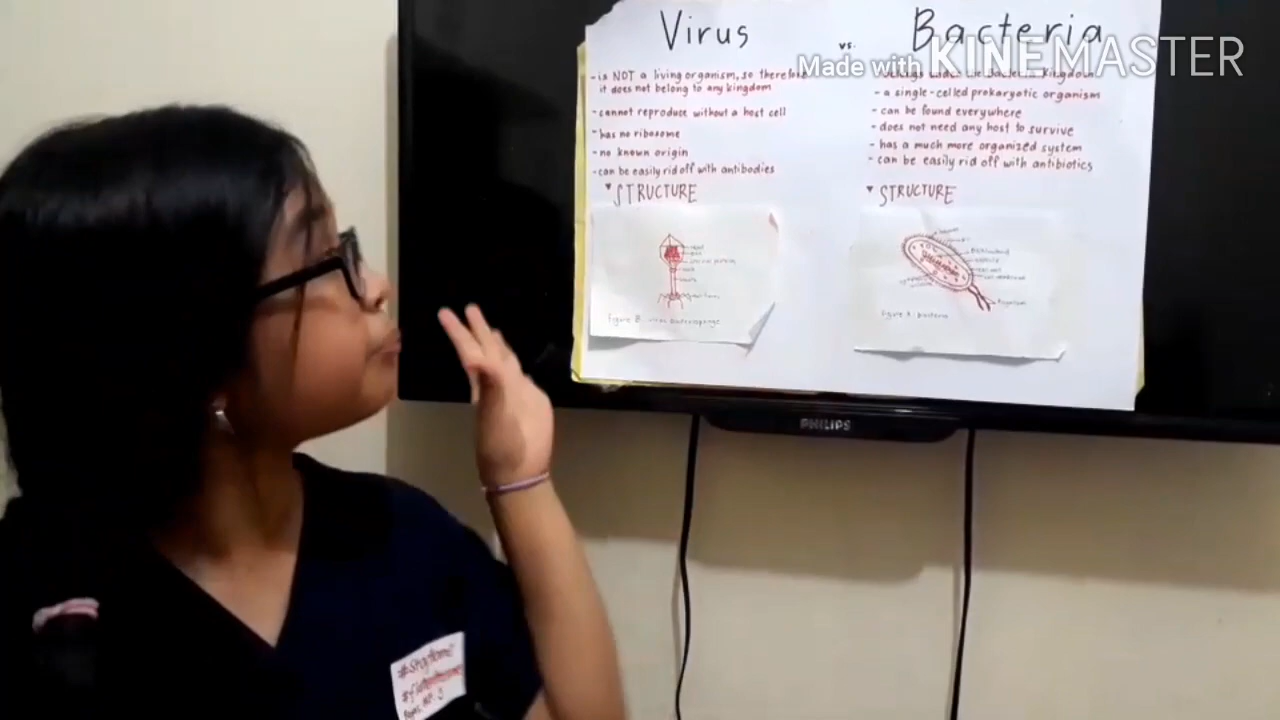 Virus
vs.
Bacteria
Made with KINEMASTER
- is NOT a living organism, so therefore
it does not belong to any kingdom
- cannot reproduce without a host cell
- has no ribosome
- no known origin
- can be easily rid off with antibodies
▾ STRUCTURE
Kingdom
- a single-celled prokaryotic organism
- can be found everywhere
- does not need any host to survive
- has a much more organized system
- can be easily rid off with antibiotics
▾ STRUCTURE
PHILIPS
#StayHome